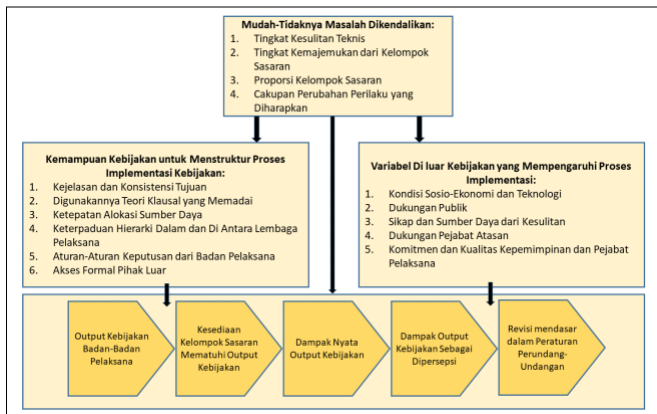 Mudah-Tidaknya Masalah Dikendalikan:
1. Tingkat Kesulitan Teknis
2. Tingkat Kemajemukan dari Kelompok
Sasaran
3. Proporsi Kelompok Sasaran
4. Cakupan Perubahan Perilaku yang
Diharapkan
Kemampuan Kebijakan untuk Menstruktur Proses
Implementasi Kebijakan:
1. Kejelasan dan Konsistensi Tujuan
2. Digunakannya Teori Klausal yang Memadai
3. Ketepatan Alokasi Sumber Daya
4. Keterpaduan Hierarki Dalam dan Di Antara Lembaga
Pelaksana
5. Aturan-Aturan Keputusan dari Badan Pelaksana
6. Akses Formal Pihak Luar
Variabel Di luar Kebijakan yang Mempengaruhi Proses
Implementasi:
1. Kondisi Sosio-Ekonomi dan Teknologi
2. Dukungan Publik
3. Sikap dan Sumber Daya dari Kesulitan
4. Dukungan Pejabat Atasan
5. Komitmen dan Kualitas Kepemimpinan dan Pejabat
Pelaksana
Output Kebijakan
Badan-Badan
Pelaksana
Kesediaan
Kelompok Sasaran
Mematuhi Output
Kebijakan
Dampak Nyata
Output Kebijakan
Dampak Output
Kebijakan Sebagai
Dipersepsi
Revisi mendasar
dalam Peraturan
Perundang-
Undangan